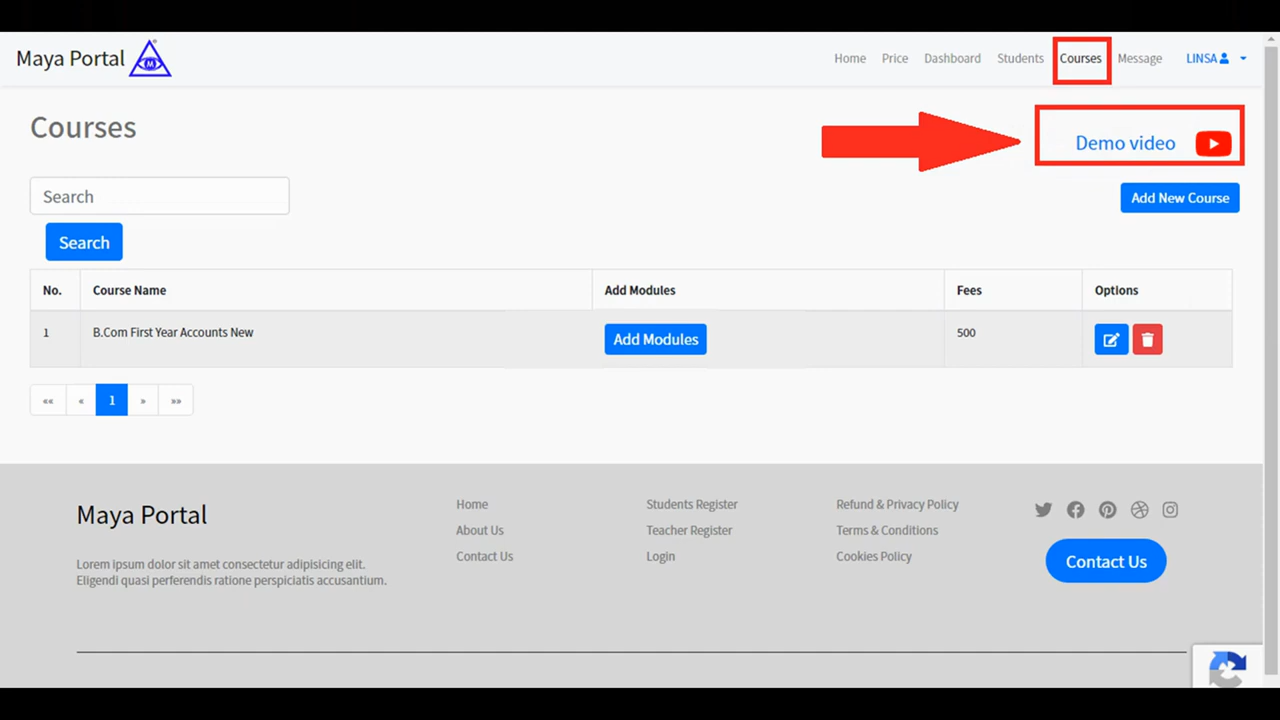 Maya Portal
Home Price Dashboard Students Courses Message LINSA
Courses
Demo video
Search
Add New Course
Search
No. Course Name Add Modules Fees Options
1 B.Com First Year Accounts New Add Modules 500
«« « 1 » »»
Maya Portal
Lorem ipsum dolor sit amet consectetur adipisicing elit.
Eligendi quasi perferendis ratione perspiciatis accusantium.
Home
About Us
Contact Us
Students Register
Teacher Register
Login
Refund & Privacy Policy
Terms & Conditions
Cookies Policy
Contact Us